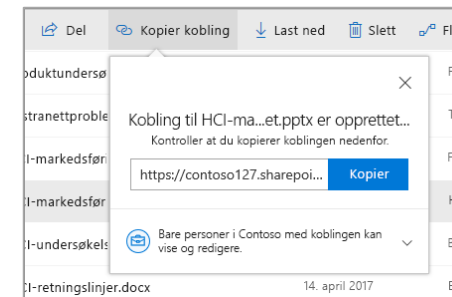 Del Kopier kobling Last ned Slett Fl
oduktundersø
Kobling til HCI-ma...et.pptx er opprettet...
Kontroller at du kopierer koblingen nedenfor.
stranettproble
I-markedsføri
https://contoso127.sharepoi... Kopier
I-markedsfør
Bare personer i Contoso med koblingen kan
vise og redigere.
I-undersøkels
CI-retningslinjer.docx 14. april 2017